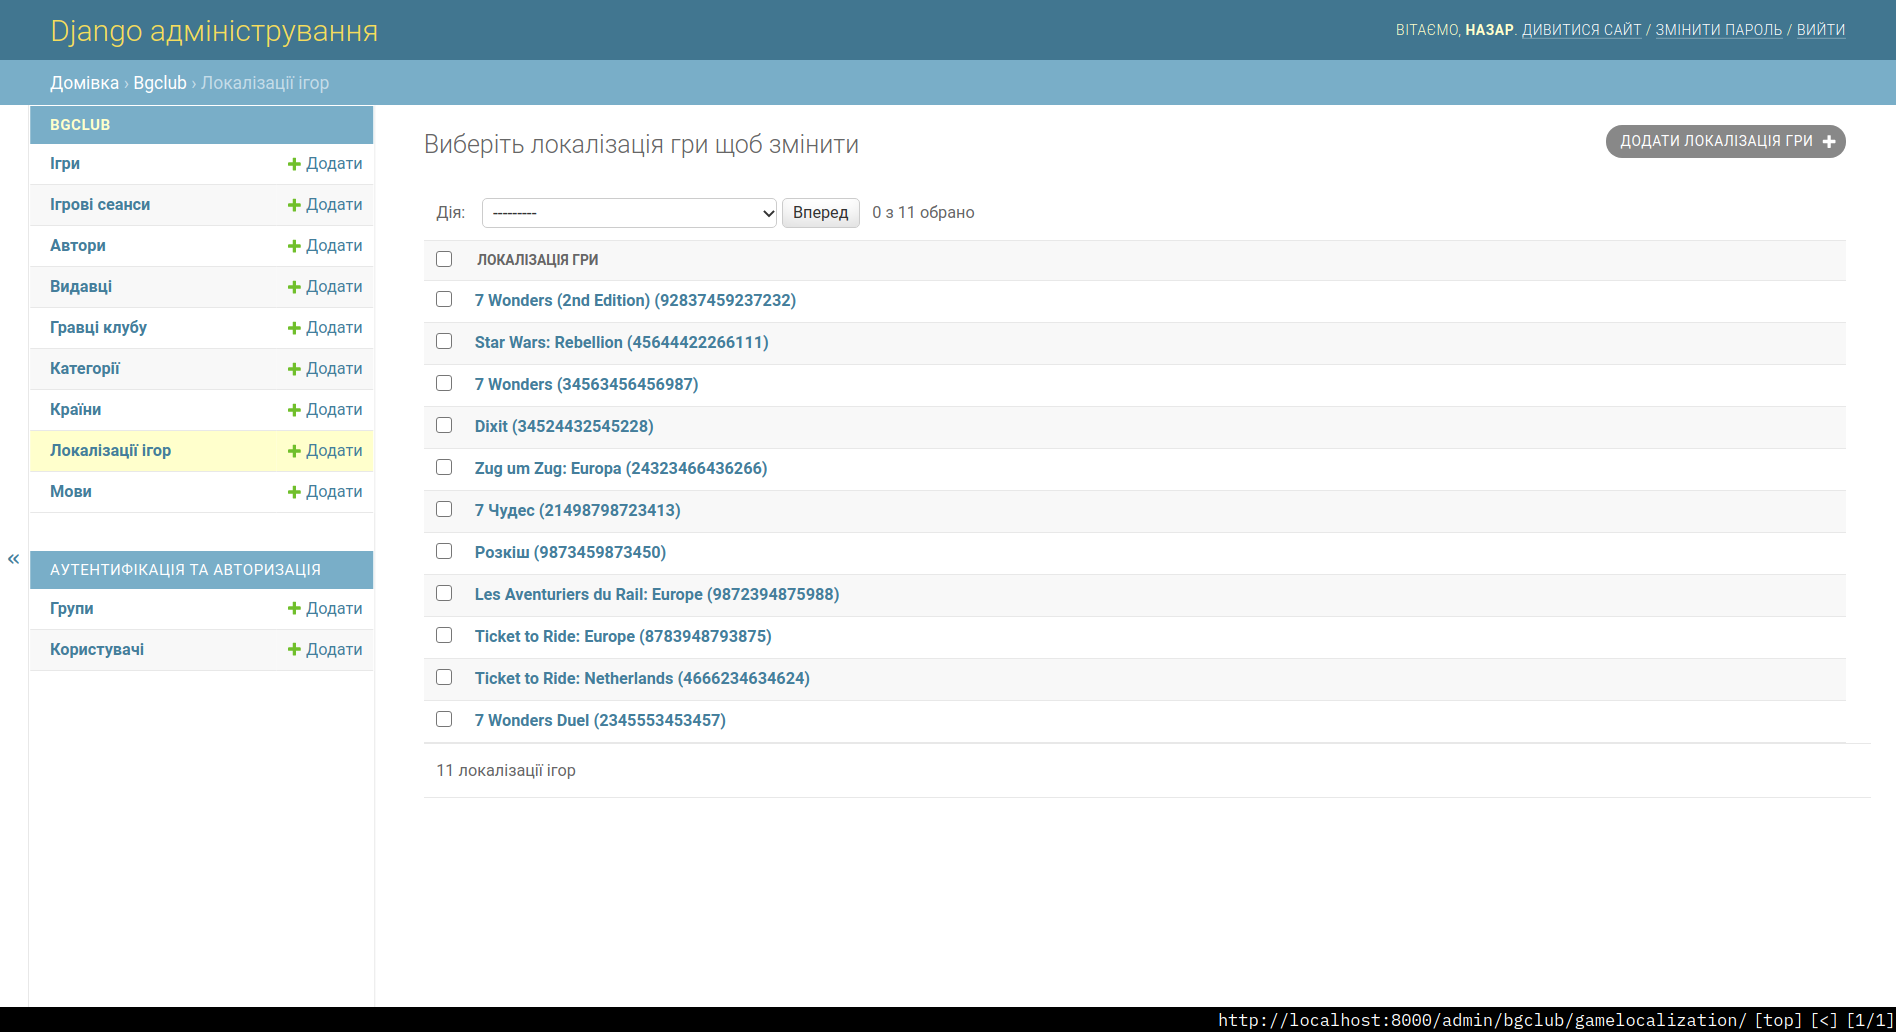 Django адміністрування
ВІТАЄМО, НАЗАР. ДИВИТИСЯ САЙТ / ЗМІНИТИ ПАРОЛЬ / ВИЙТИ
Домівка › Bgclub › Локалізації ігор
BGCLUB
Ігри Додати
Ігрові сеанси Додати
Автори Додати
Видавці Додати
Гравці клубу Додати
Категорії Додати
Країни Додати
Локалізації ігор Додати
Мови Додати
«
АУТЕНТИФІКАЦІЯ ТА АВТОРИЗАЦІЯ
Групи Додати
Користувачі Додати
Виберіть локалізація гри щоб змінити
ДОДАТИ ЛОКАЛІЗАЦІЯ ГРИ
Дія: --------- Вперед 0 з 11 обрано
ЛОКАЛІЗАЦІЯ ГРИ
7 Wonders (2nd Edition) (92837459237232)
Star Wars: Rebellion (45644422266111)
7 Wonders (34563456456987)
Dixit (34524432545228)
Zug um Zug: Europa (24323466436266)
7 Чудес (21498798723413)
Розкіш (9873459873450)
Les Aventuriers du Rail: Europe (9872394875988)
Ticket to Ride: Europe (8783948793875)
Ticket to Ride: Netherlands (4666234634624)
7 Wonders Duel (2345553453457)
11 локалізації ігор
http://localhost:8000/admin/bgclub/gamelocalization/ [top] [<] [1/1]